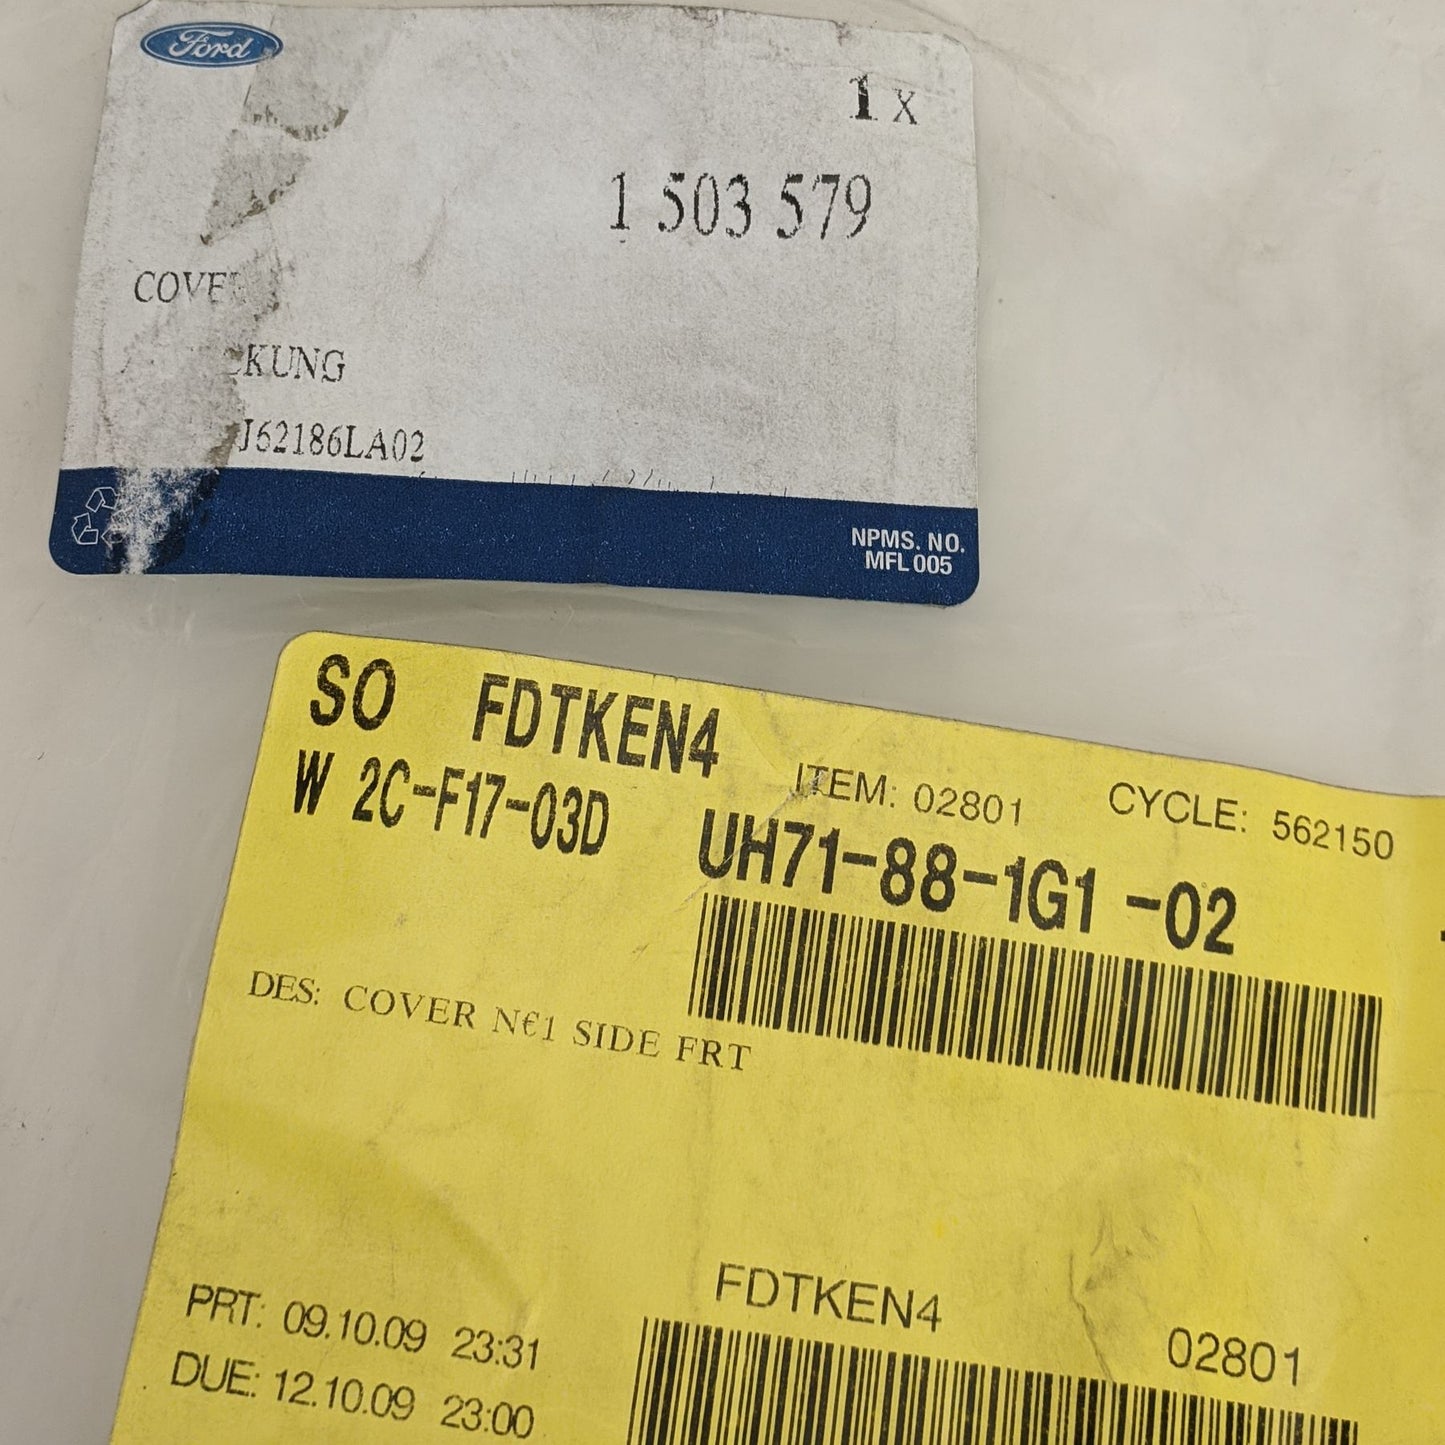 Ford
1 X
1 503 579
COVER
CKUNG
J62186LA02
NPMS. NO.
MFL 005
SO FDTKEN4
W 2C-F17-03D
ITEM: 02801 CYCLE: 562150
UH71-88-1G1 -02
DES: COVER N€1 SIDE FRT
FDTKEN4
02801
PRT: 09.10.09 23:31
DUE: 12.10.09 23:00